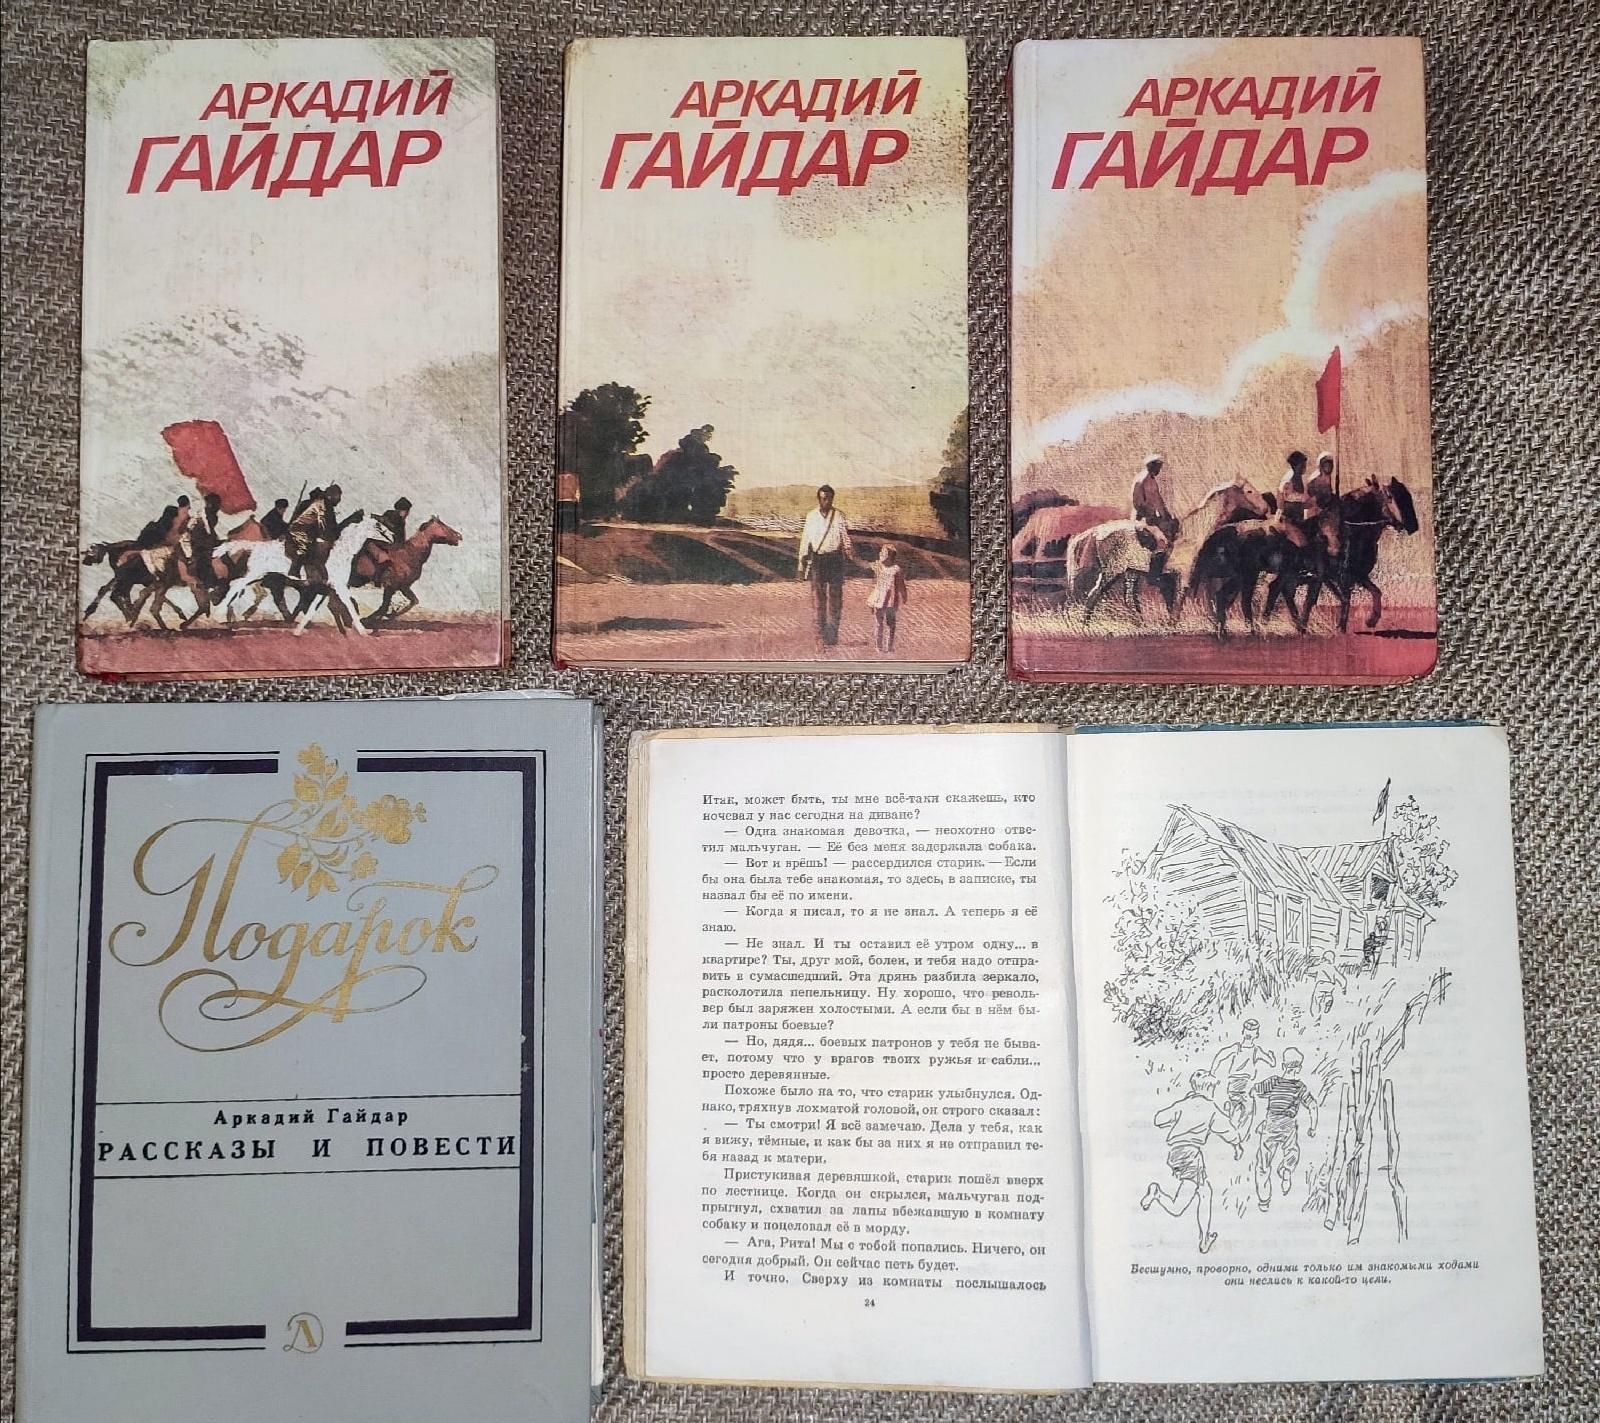 АРКАДИЙ
ГАЙДАР
АРКАДИЙ
ГАЙДАР
АРКАДИЙ
ГАЙДАР
Подарок
Аркадий Гайдар
РАССКАЗЫ И ПОВЕСТИ
Итак, может быть, ты мне всё-таки скажешь, кто
ночевал у нас сегодня на диване?
— Одна знакомая девочка, — неохотно отве-
тил мальчуган. — Её без меня задержала собака.
— Вот и врёшь! — рассердился старик. — Если
бы она была тебе знакомая, то здесь, в записке, ты
назвал бы её по имени.
— Когда я писал, то я не знал. А теперь я её
знаю.
— Не знал. И ты оставил её утром одну... в
квартире? Ты, друг мой, болен, и тебя надо отпра-
вить в сумасшедший. Эта дрянь разбила зеркало,
расколотила пепельницу. Ну хорошо, что револь-
вер был заряжен холостыми. А если бы в нём бы-
ли патроны боевые?
— Но, дядя... боевых патронов у тебя не быва-
ет, потому что у врагов твоих ружья и сабли...
просто деревянные.
Похоже было на то, что старик улыбнулся. Од-
нако, тряхнув лохматой головой, он строго сказал:
— Ты смотри! Я всё замечаю. Дела у тебя, как
я вижу, тёмные, и как бы за них я не отправил те-
бя назад к матери.
Пристукивая деревяшкой, старик пошёл вверх
по лестнице. Когда он скрылся, мальчуган под-
прыгнул, схватил за лапы вбежавшую в комнату
собаку и поцеловал её в морду.
— Ага, Рита! Мы с тобой попались. Ничего, он
сегодня добрый. Он сейчас петь будет.
И точно. Сверху из комнаты послышалось
24
Бесшумно, проворно, одними только им знакомыми ходами
они неслись к какой-то цели.